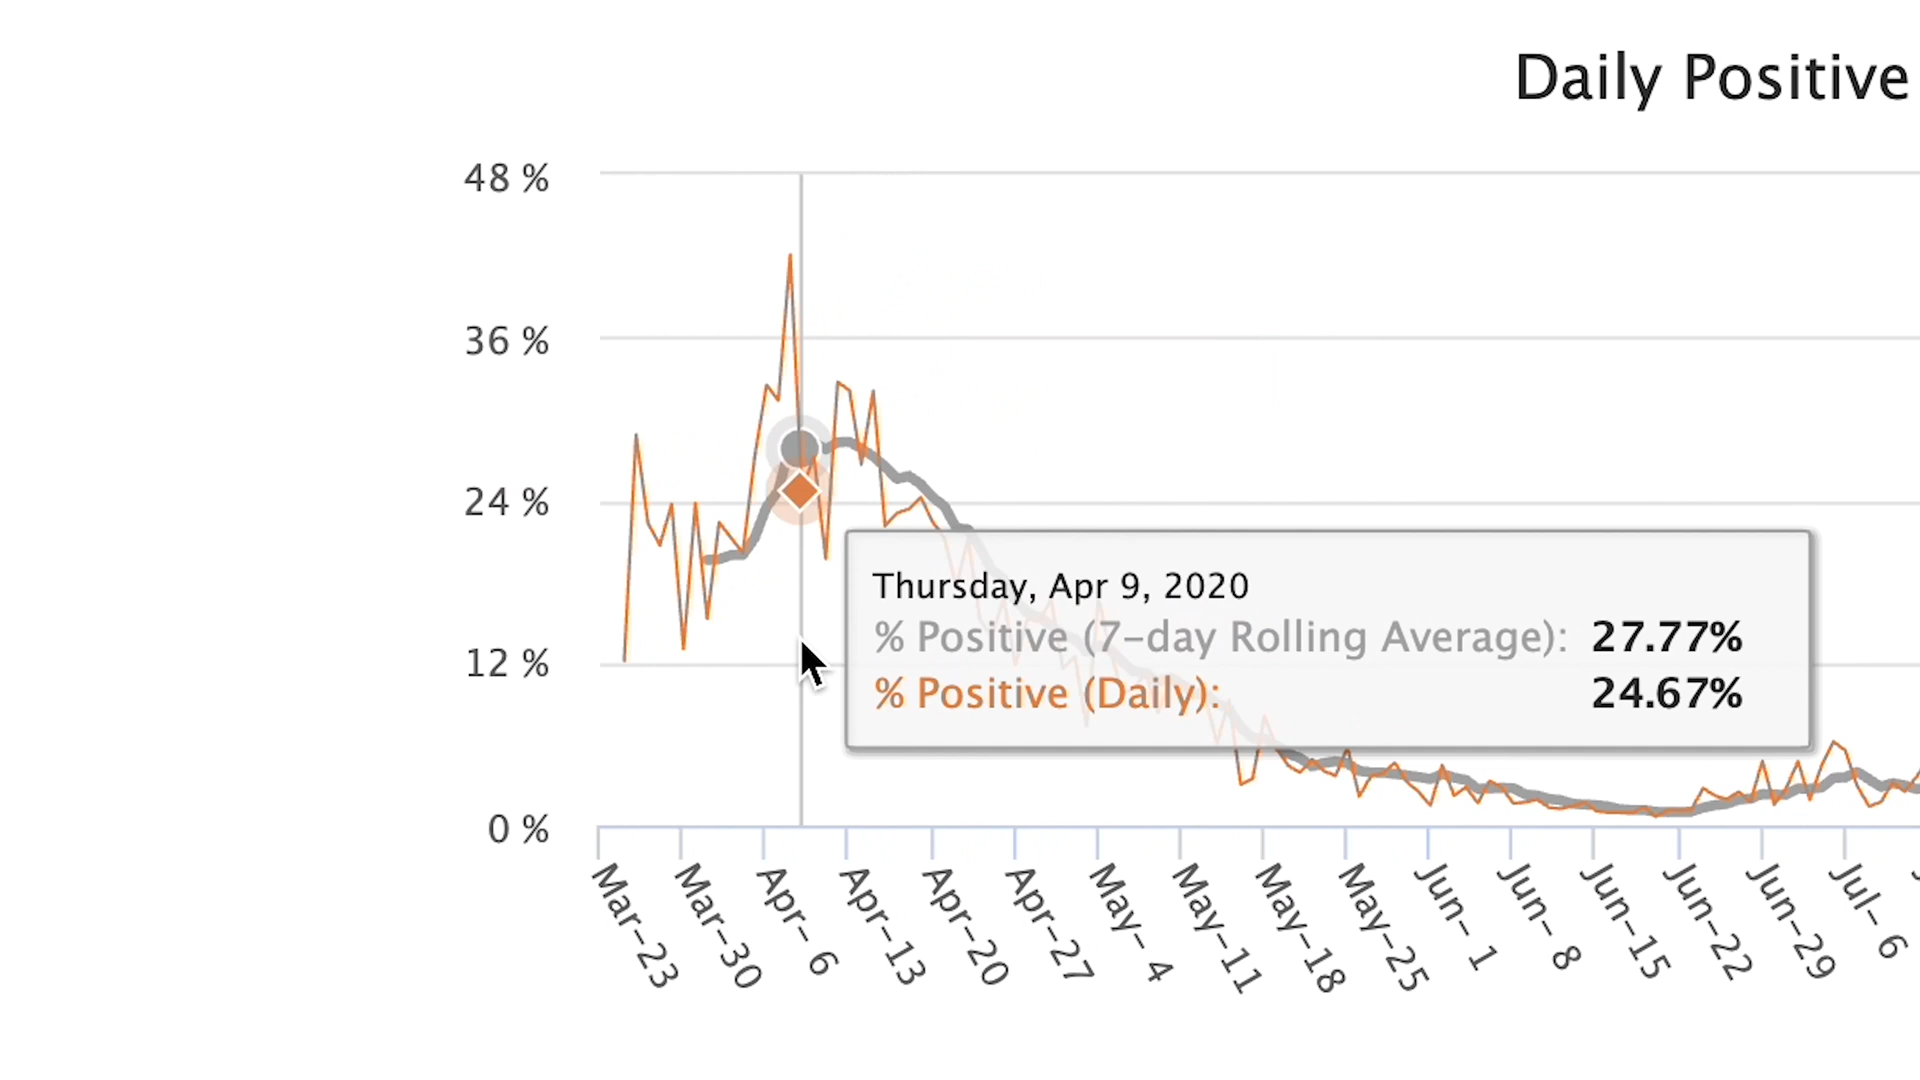 Daily Positive
48 %
36 %
24 %
12 %
0 %
Thursday, Apr 9, 2020
% Positive (7-day Rolling Average): 27.77%
% Positive (Daily): 24.67%
Mar-23
Mar-30
Apr- 6
Apr-13
Apr-20
Apr-27
May- 4
May-11
May-18
May-25
Jun- 1
Jun- 8
Jun-15
Jun-22
Jun-29
Jul- 6